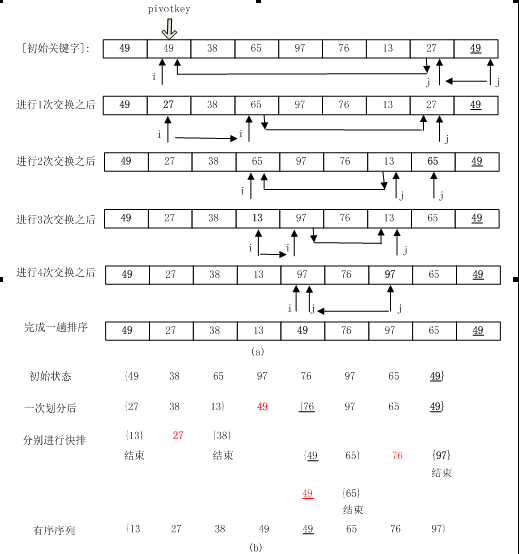 pivotkey
[初始关键字]: 49 49 38 65 97 76 13 27 49
i j
进行1次交换之后 49 27 38 65 97 76 13 27 49
i i j
进行2次交换之后 49 27 38 65 97 76 13 65 49
i j
进行3次交换之后 49 27 38 13 97 76 13 65 49
i i j
进行4次交换之后 49 27 38 13 97 76 97 65 49
i j j
完成一趟排序 49 27 38 13 49 76 97 65 49
(a)
初始状态 {49 38 65 97 76 97 65 49}
一次划分后 {27 38 13} 49 {76 97 65 49}
分别进行快排 {13} 27 {38}
结束 结束 {49 65} 76 {97}
结束
49 {65}
结束
有序序列 {13 27 38 49 49 65 76 97}
(b)